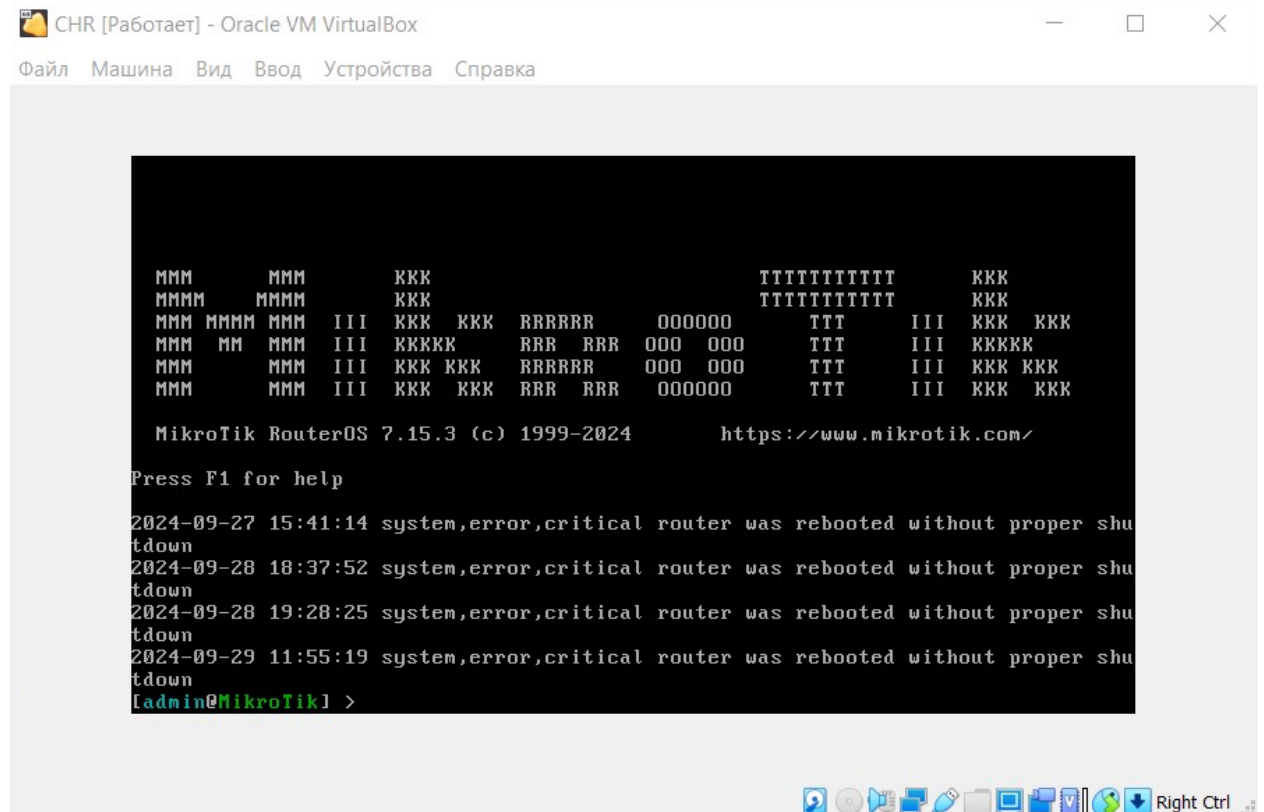 CHR [Работает] - Oracle VM VirtualBox
Файл Машина Вид Ввод Устройства Справка
MMM MMM KKK TTTTTTTTTTT KKK
MMMM MMMM KKK TTTTTTTTTTT KKK
MMM MMMM MMM III KKK KKK RRRRRR OOOOOO TTT III KKK KKK
MMM MM MMM III KKKKK RRR RRR OOO OOO TTT III KKKKK
MMM MMM III KKK KKK RRRRRR OOO OOO TTT III KKK KKK
MMM MMM III KKK KKK RRR RRR OOOOOO TTT III KKK KKK
MikroTik RouterOS 7.15.3 (c) 1999-2024 https://www.mikrotik.com/
Press F1 for help
2024-09-27 15:41:14 system,error,critical router was rebooted without proper shu
tdown
2024-09-28 18:37:52 system,error,critical router was rebooted without proper shu
tdown
2024-09-28 19:28:25 system,error,critical router was rebooted without proper shu
tdown
2024-09-29 11:55:19 system,error,critical router was rebooted without proper shu
tdown
[admin@MikroTik] >
Right Ctrl